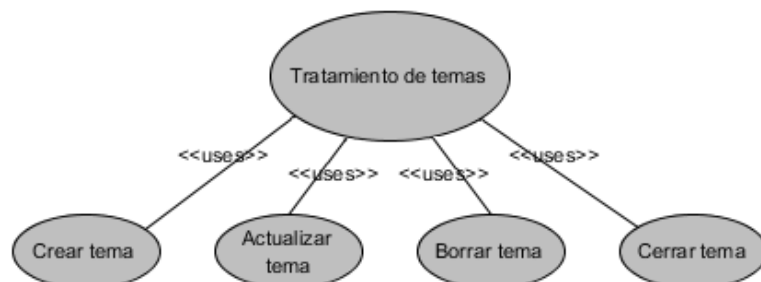 Tratamiento de temas
<<uses>>
<<uses>>
<<uses>>
<<uses>>
Crear tema
Actualizar
tema
Borrar tema
Cerrar tema